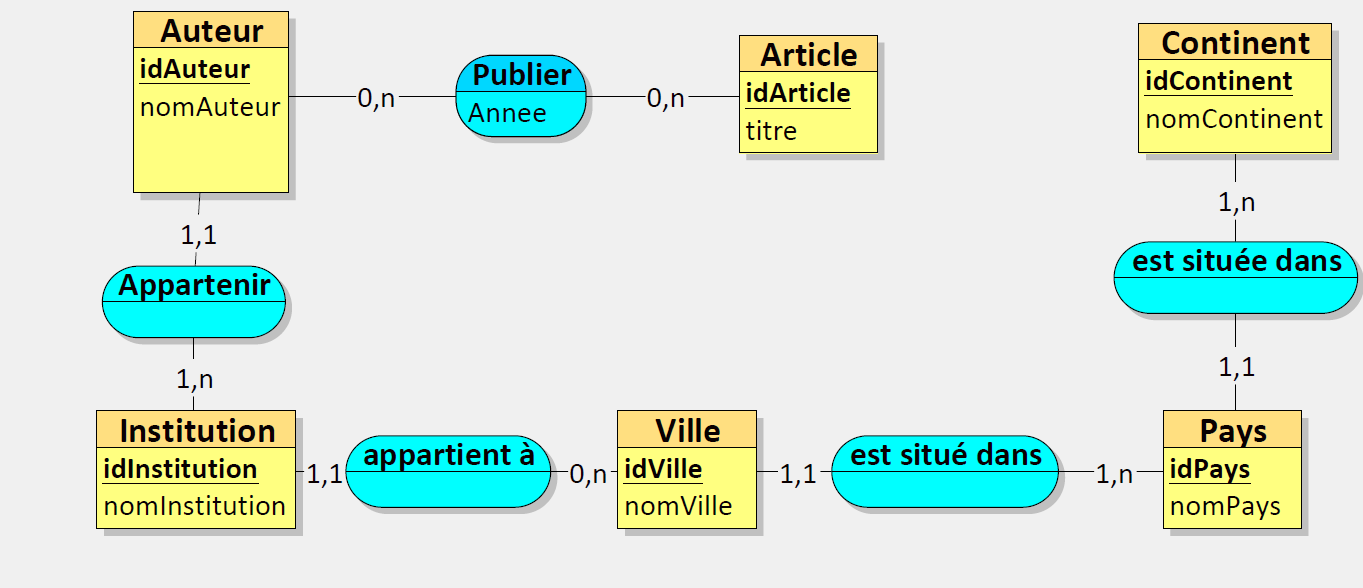 Auteur
idAuteur
nomAuteur
0,n
Publier
Annee
0,n
Article
idArticle
titre
Continent
idContinent
nomContinent
1,n
est située dans
1,1
1,1
Appartenir
1,n
Institution
idInstitution
nomInstitution
1,1
appartient à
0,n
Ville
idVille
nomVille
1,1
est situé dans
1,n
Pays
idPays
nomPays